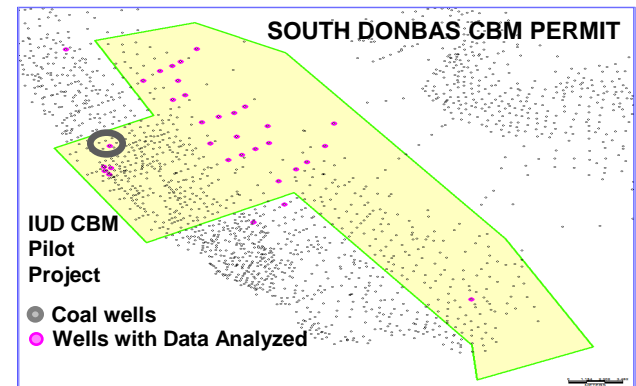 SOUTH DONBAS CBM PERMIT
IUD CBM
Pilot
Project
Coal wells
Wells with Data Analyzed